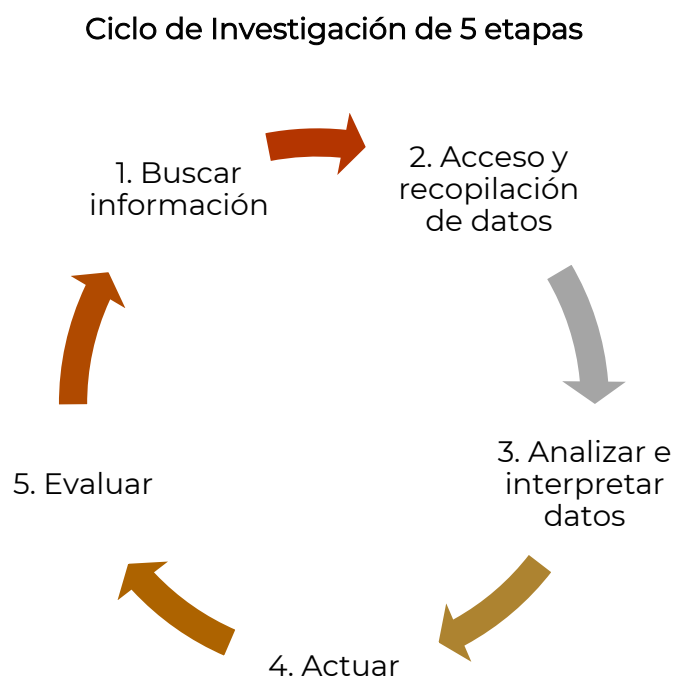 Ciclo de Investigación de 5 etapas
1. Buscar
información
2. Acceso y
recopilación
de datos
3. Analizar e
interpretar
datos
4. Actuar
5. Evaluar